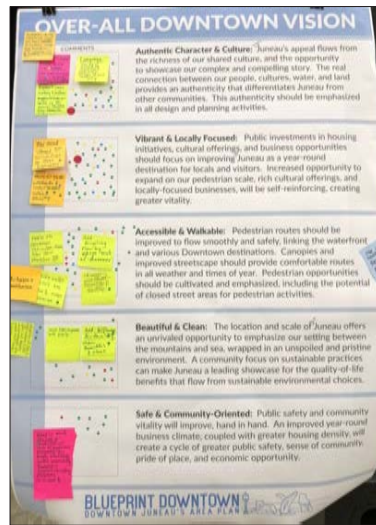 OVER-ALL DOWNTOWN VISION
COMMENTS
Authentic Character & Culture: Juneau's appeal flows from
the richness of our shared culture, and the opportunity
to showcase our complex and compelling story. The real
connection between our people, cultures, water, and land
provides an authenticity that differentiates Juneau from
other communities. This authenticity should be emphasized
in all design and planning activities.
Vibrant & Locally Focused: Public investments in housing
initiatives, cultural offerings, and business opportunities
should focus on improving Juneau as a year-round
destination for locals and visitors. Increased opportunity to
expand on our pedestrian scale, rich cultural offerings, and
locally-focused businesses, will be self-reinforcing, creating
greater vitality.
Accessible & Walkable: Pedestrian routes should be
improved to flow smoothly and safely, linking the waterfront
and various Downtown destinations. Canopies and
improved streetscape should provide comfortable routes
in all weather and times of year. Pedestrian opportunities
should be cultivated and emphasized, including the potential
of closed street areas for pedestrian activities.
Beautiful & Clean: The location and scale of Juneau offers
an unrivaled opportunity to emphasize our setting between
the mountains and sea, wrapped in an unspoiled and pristine
environment. A community focus on sustainable practices
can make Juneau a leading showcase for the quality-of-life
benefits that flow from sustainable environmental choices.
Safe & Community-Oriented: Public safety and community
vitality will improve, hand in hand. An improved year-round
business climate, coupled with greater housing density, will
create a cycle of greater public safety, sense of community,
pride of place, and economic opportunity.
BLUEPRINT DOWNTOWN
DOWNTOWN JUNEAU'S AREA PLAN